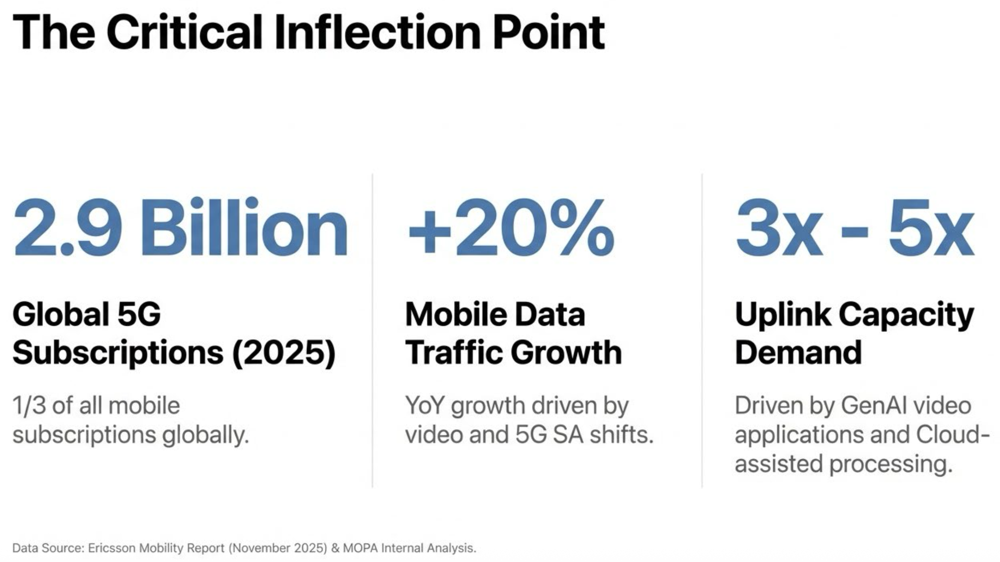 The Critical Inflection Point
2.9 Billion
Global 5G
Subscriptions (2025)
1/3 of all mobile
subscriptions globally.
+20%
Mobile Data
Traffic Growth
YoY growth driven by
video and 5G SA shifts.
3x - 5x
Uplink Capacity
Demand
Driven by GenAI video
applications and Cloud-
assisted processing.
Data Source: Ericsson Mobility Report (November 2025) & MOPA Internal Analysis.